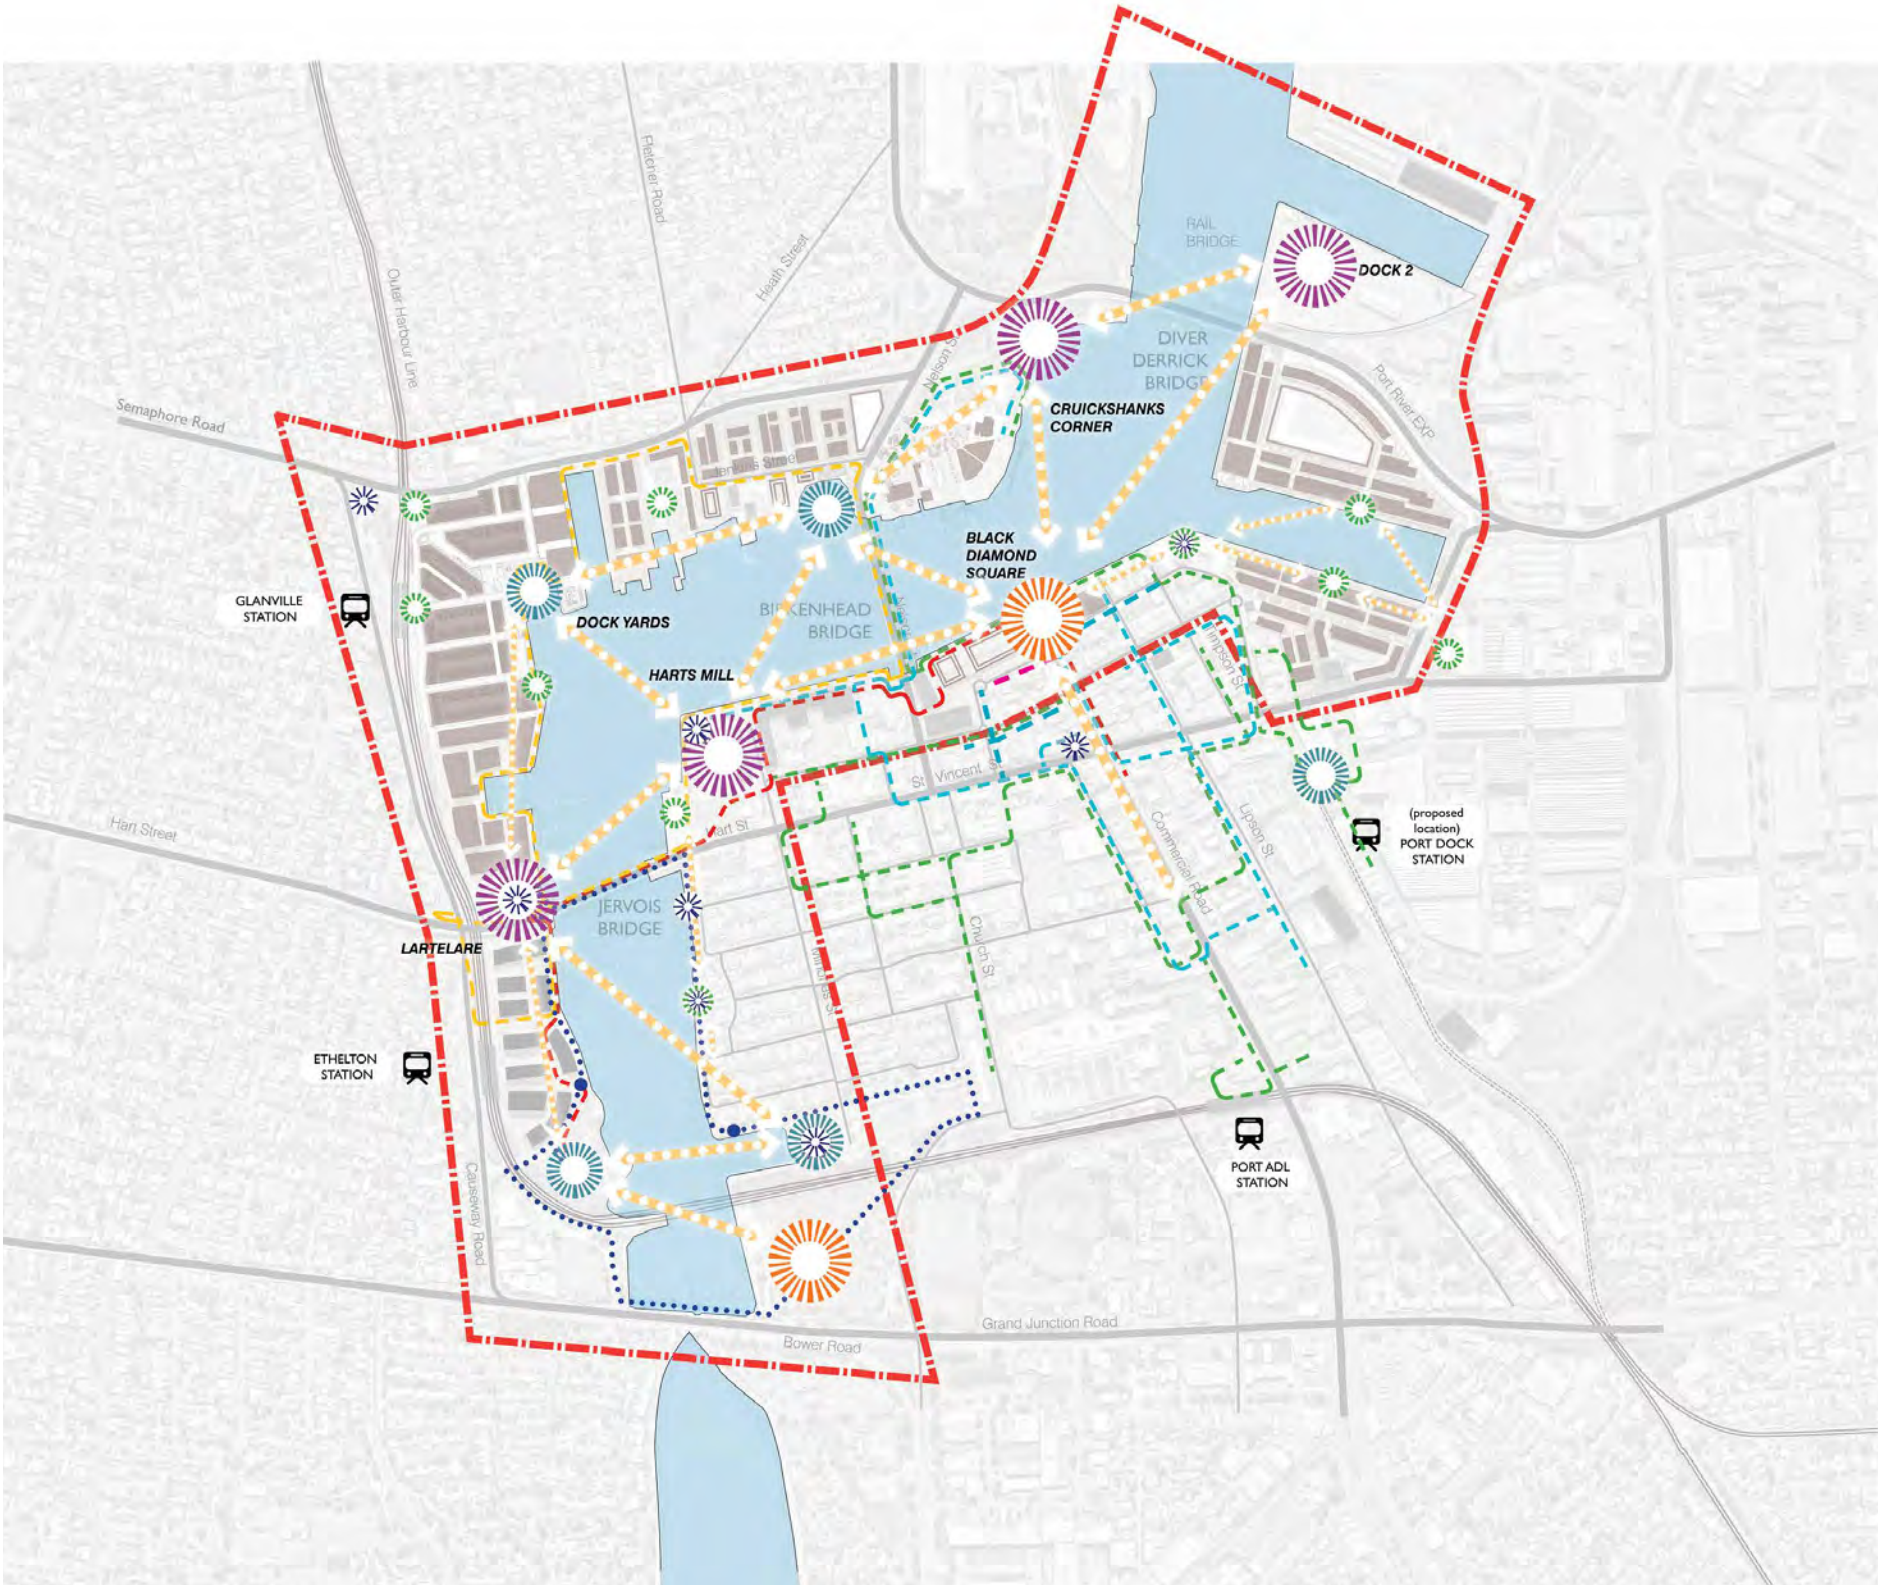 Fletcher Road
Heath Street
RAIL
BRIDGE
DOCK 2
Outer Harbour Line
DIVER
DERRICK
BRIDGE
Port River EXP
Semaphore Road
CRUICKSHANKS
CORNER
Jenkins Street
BLACK
DIAMOND
SQUARE
GLANVILLE
STATION
DOCK YARDS
BIRKENHEAD
BRIDGE
HARTS MILL
St Vincent St
Hart Street
Hart St
(proposed
location)
PORT DOCK
STATION
Lipson St
Commercial Road
JERVOIS
BRIDGE
LARTELARE
Church St
ETHELTON
STATION
PORT ADL
STATION
Causeway Road
Grand Junction Road
Bower Road